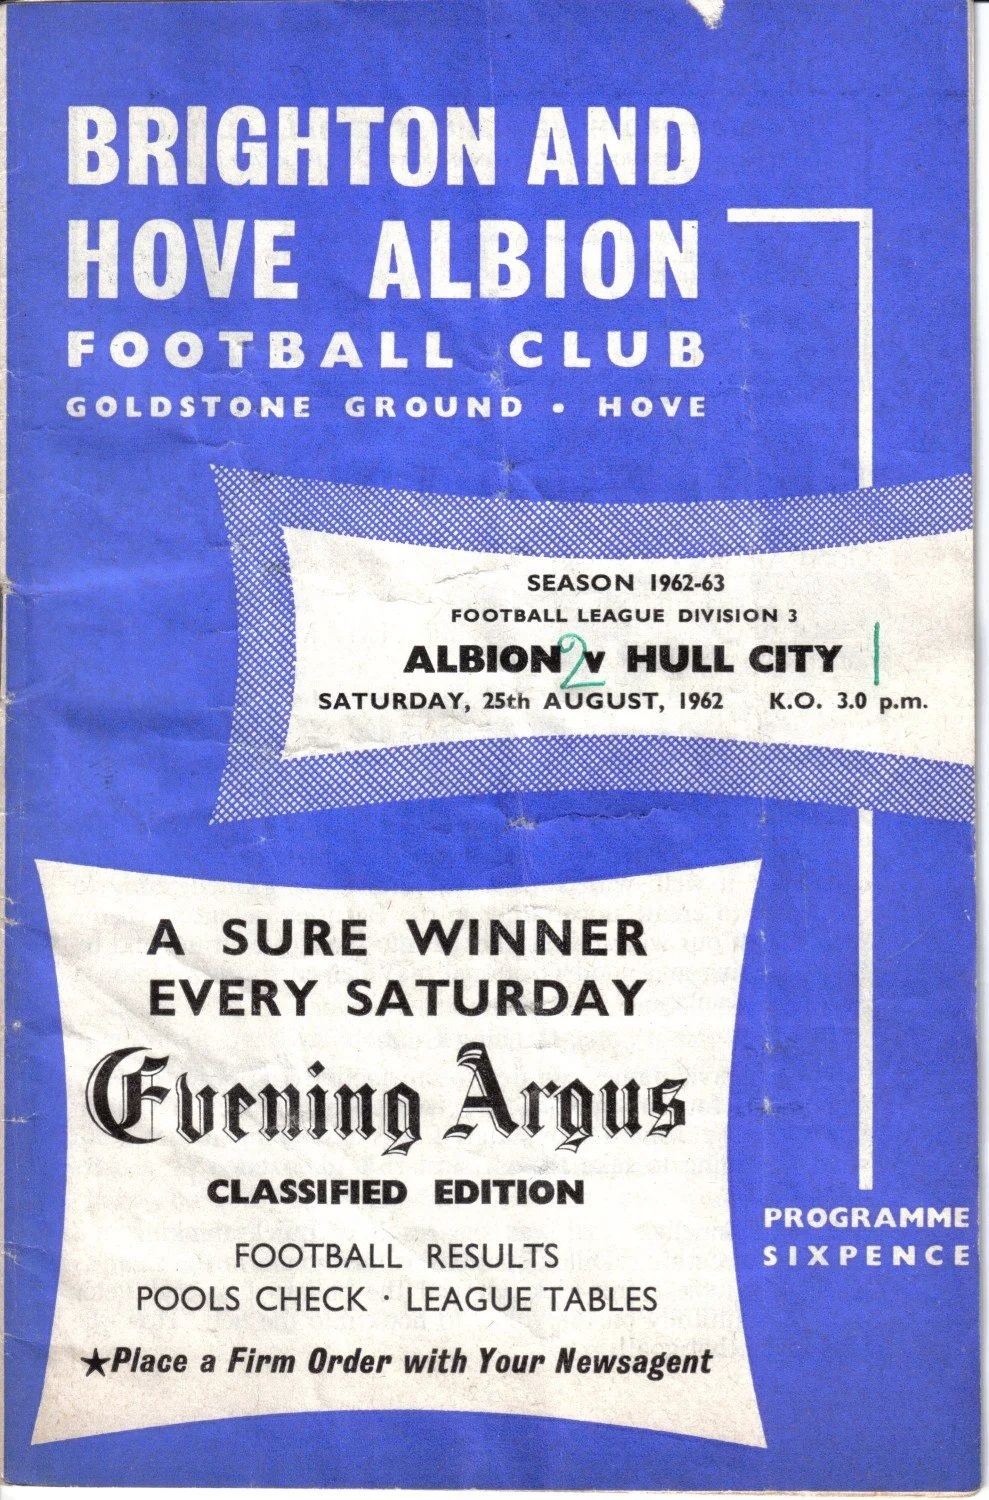 BRIGHTON AND
HOVE ALBION
FOOTBALL CLUB
GOLDSTONE GROUND • HOVE
SEASON 1962-63
FOOTBALL LEAGUE DIVISION 3
ALBION 2 v HULL CITY 1
SATURDAY, 25th AUGUST, 1962 K.O. 3.0 p.m.
A SURE WINNER
EVERY SATURDAY
Evening Argus
CLASSIFIED EDITION
FOOTBALL RESULTS
POOLS CHECK · LEAGUE TABLES
★Place a Firm Order with Your Newsagent
PROGRAMME
SIXPENCE